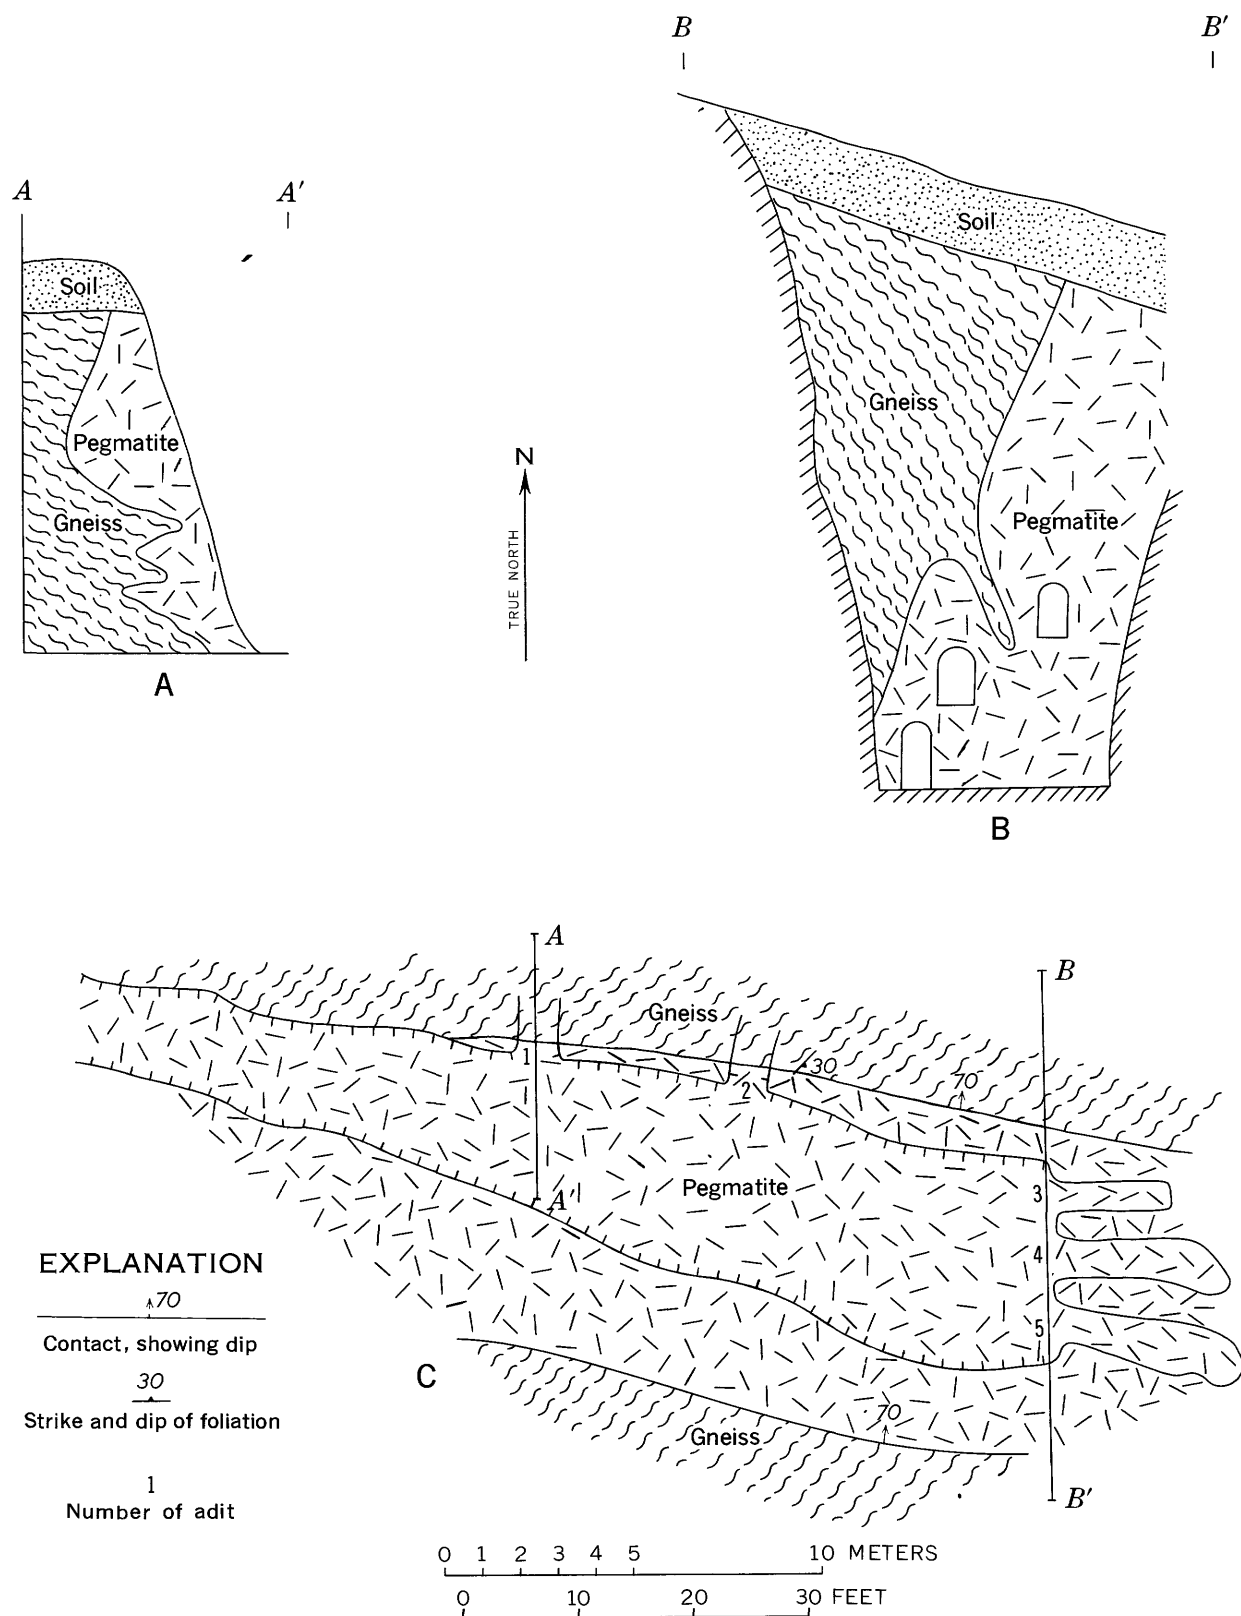 B B'
A A'
Soil
Soil
Gneiss
Pegmatite
N
Pegmatite
Gneiss
TRUE NORTH
A
B
A
B
Gneiss
1
30
2
70
Pegmatite
3
A'
4
EXPLANATION
70
5
Contact, showing dip
C
30
70
Strike and dip of foliation
Gneiss
1
B'
Number of adit
0 1 2 3 4 5 10 METERS
0 10 20 30 FEET